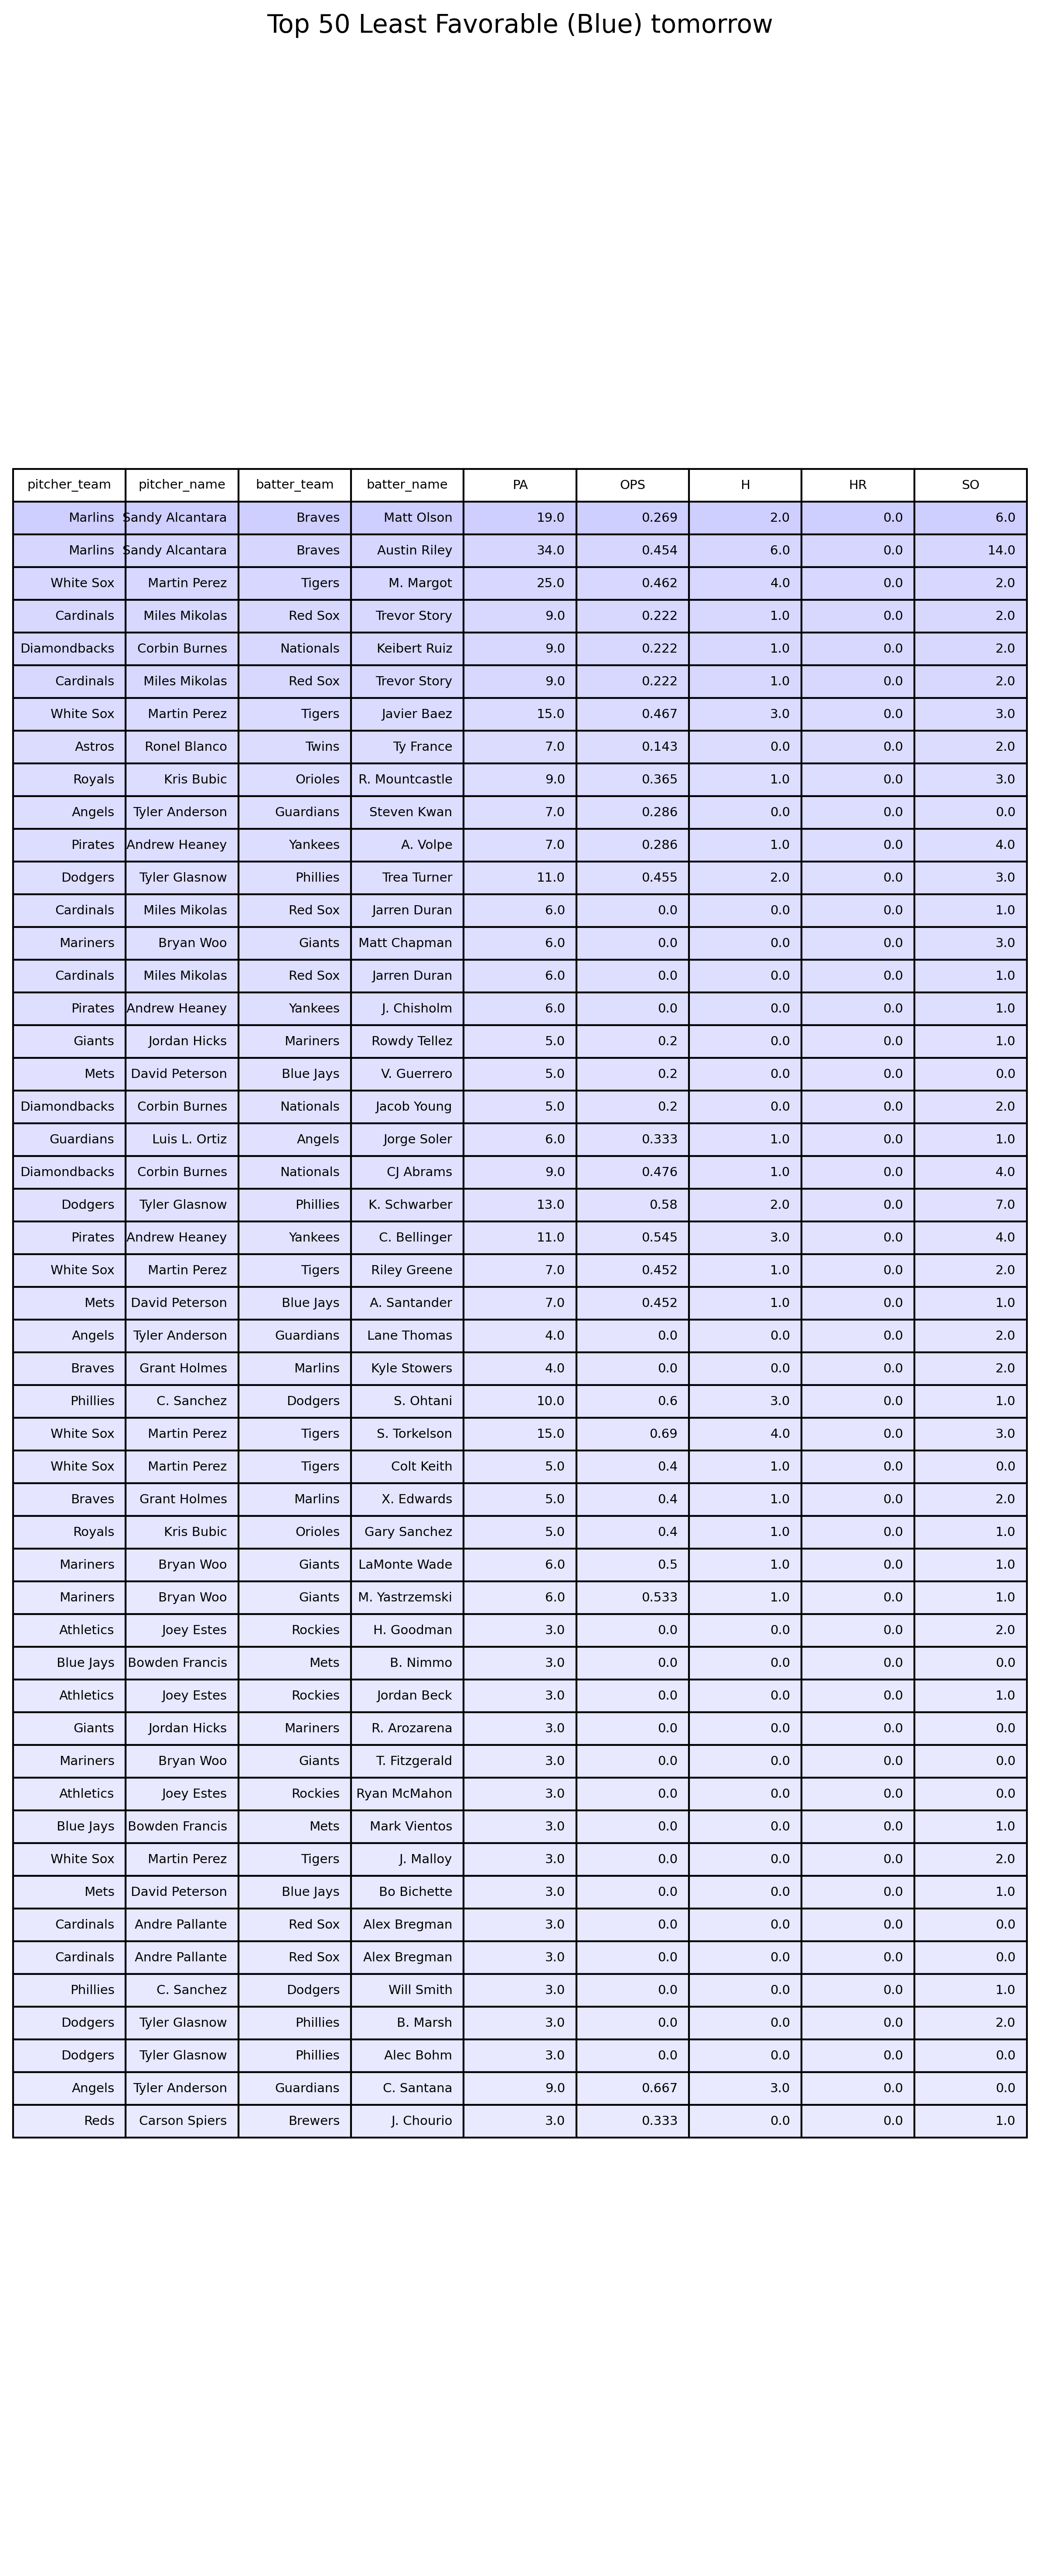 Top 50 Least Favorable (Blue) tomorrow
pitcher_team pitcher_name batter_team batter_name PA OPS H HR SO
Marlins Sandy Alcantara Braves Matt Olson 19.0 0.269 2.0 0.0 6.0
Marlins Sandy Alcantara Braves Austin Riley 34.0 0.454 6.0 0.0 14.0
White Sox Martin Perez Tigers M. Margot 25.0 0.462 4.0 0.0 2.0
Cardinals Miles Mikolas Red Sox Trevor Story 9.0 0.222 1.0 0.0 2.0
Diamondbacks Corbin Burnes Nationals Keibert Ruiz 9.0 0.222 1.0 0.0 2.0
Cardinals Miles Mikolas Red Sox Trevor Story 9.0 0.222 1.0 0.0 2.0
White Sox Martin Perez Tigers Javier Baez 15.0 0.467 3.0 0.0 3.0
Astros Ronel Blanco Twins Ty France 7.0 0.143 0.0 0.0 2.0
Royals Kris Bubic Orioles R. Mountcastle 9.0 0.365 1.0 0.0 3.0
Angels Tyler Anderson Guardians Steven Kwan 7.0 0.286 0.0 0.0 0.0
Pirates Andrew Heaney Yankees A. Volpe 7.0 0.286 1.0 0.0 4.0
Dodgers Tyler Glasnow Phillies Trea Turner 11.0 0.455 2.0 0.0 3.0
Cardinals Miles Mikolas Red Sox Jarren Duran 6.0 0.0 0.0 0.0 1.0
Mariners Bryan Woo Giants Matt Chapman 6.0 0.0 0.0 0.0 3.0
Cardinals Miles Mikolas Red Sox Jarren Duran 6.0 0.0 0.0 0.0 1.0
Pirates Andrew Heaney Yankees J. Chisholm 6.0 0.0 0.0 0.0 1.0
Giants Jordan Hicks Mariners Rowdy Tellez 5.0 0.2 0.0 0.0 1.0
Mets David Peterson Blue Jays V. Guerrero 5.0 0.2 0.0 0.0 0.0
Diamondbacks Corbin Burnes Nationals Jacob Young 5.0 0.2 0.0 0.0 2.0
Guardians Luis L. Ortiz Angels Jorge Soler 6.0 0.333 1.0 0.0 1.0
Diamondbacks Corbin Burnes Nationals CJ Abrams 9.0 0.476 1.0 0.0 4.0
Dodgers Tyler Glasnow Phillies K. Schwarber 13.0 0.58 2.0 0.0 7.0
Pirates Andrew Heaney Yankees C. Bellinger 11.0 0.545 3.0 0.0 4.0
White Sox Martin Perez Tigers Riley Greene 7.0 0.452 1.0 0.0 2.0
Mets David Peterson Blue Jays A. Santander 7.0 0.452 1.0 0.0 1.0
Angels Tyler Anderson Guardians Lane Thomas 4.0 0.0 0.0 0.0 2.0
Braves Grant Holmes Marlins Kyle Stowers 4.0 0.0 0.0 0.0 2.0
Phillies C. Sanchez Dodgers S. Ohtani 10.0 0.6 3.0 0.0 1.0
White Sox Martin Perez Tigers S. Torkelson 15.0 0.69 4.0 0.0 3.0
White Sox Martin Perez Tigers Colt Keith 5.0 0.4 1.0 0.0 0.0
Braves Grant Holmes Marlins X. Edwards 5.0 0.4 1.0 0.0 2.0
Royals Kris Bubic Orioles Gary Sanchez 5.0 0.4 1.0 0.0 1.0
Mariners Bryan Woo Giants LaMonte Wade 6.0 0.5 1.0 0.0 1.0
Mariners Bryan Woo Giants M. Yastrzemski 6.0 0.533 1.0 0.0 1.0
Athletics Joey Estes Rockies H. Goodman 3.0 0.0 0.0 0.0 2.0
Blue Jays Bowden Francis Mets B. Nimmo 3.0 0.0 0.0 0.0 0.0
Athletics Joey Estes Rockies Jordan Beck 3.0 0.0 0.0 0.0 1.0
Giants Jordan Hicks Mariners R. Arozarena 3.0 0.0 0.0 0.0 0.0
Mariners Bryan Woo Giants T. Fitzgerald 3.0 0.0 0.0 0.0 0.0
Athletics Joey Estes Rockies Ryan McMahon 3.0 0.0 0.0 0.0 0.0
Blue Jays Bowden Francis Mets Mark Vientos 3.0 0.0 0.0 0.0 1.0
White Sox Martin Perez Tigers J. Malloy 3.0 0.0 0.0 0.0 2.0
Mets David Peterson Blue Jays Bo Bichette 3.0 0.0 0.0 0.0 1.0
Cardinals Andre Pallante Red Sox Alex Bregman 3.0 0.0 0.0 0.0 0.0
Cardinals Andre Pallante Red Sox Alex Bregman 3.0 0.0 0.0 0.0 0.0
Phillies C. Sanchez Dodgers Will Smith 3.0 0.0 0.0 0.0 1.0
Dodgers Tyler Glasnow Phillies B. Marsh 3.0 0.0 0.0 0.0 2.0
Dodgers Tyler Glasnow Phillies Alec Bohm 3.0 0.0 0.0 0.0 0.0
Angels Tyler Anderson Guardians C. Santana 9.0 0.667 3.0 0.0 0.0
Reds Carson Spiers Brewers J. Chourio 3.0 0.333 0.0 0.0 1.0